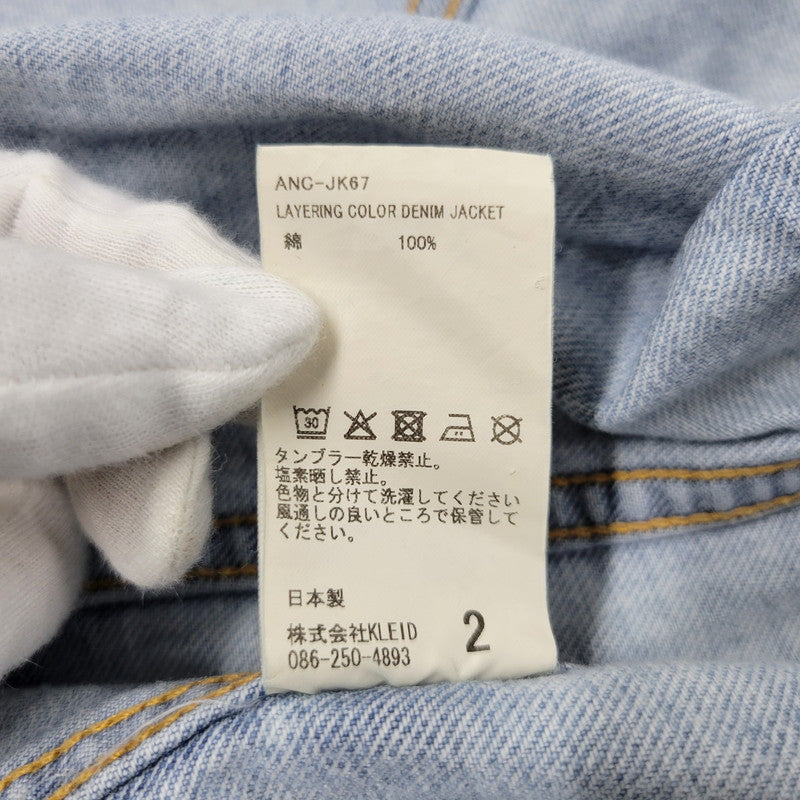 ANC-JK67
LAYERING COLOR DENIM JACKET
綿 100%
30
タンブラー乾燥禁止。
塩素晒し禁止。
色物と分けて洗濯してください
風通しの良いところで保管して
ください。
日本製
株式会社KLEID 2
086-250-4893